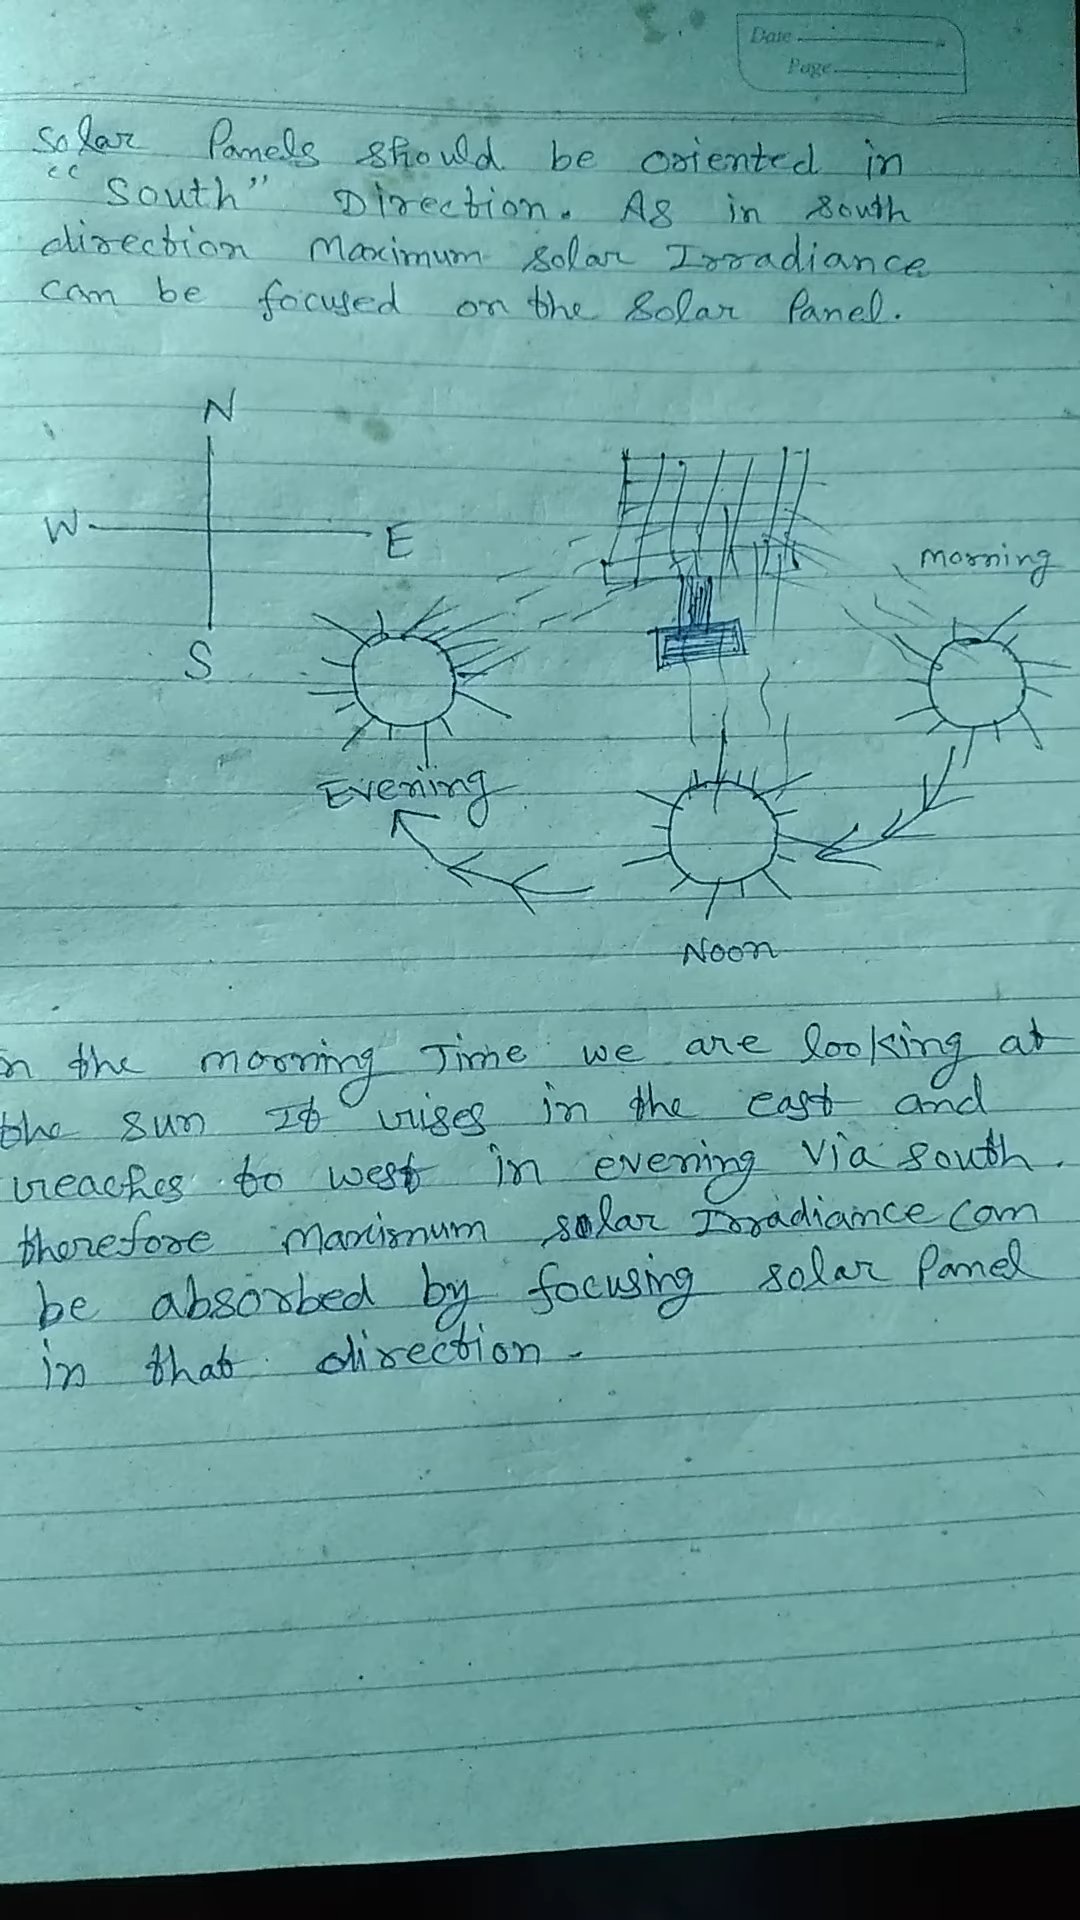 Date
Page
Solar Panels should be oriented in
"South" Direction. As in south
direction Maximum solar Irradiance
can be focused on the Solar Panel.
N
W E
S
morning
Evening
Noon
n the morning Time we are looking at
the sun It rises in the east and
reaches to west in evening via south.
therefore maximum solar Irradiance can
be absorbed by focusing solar Panel
in that direction.